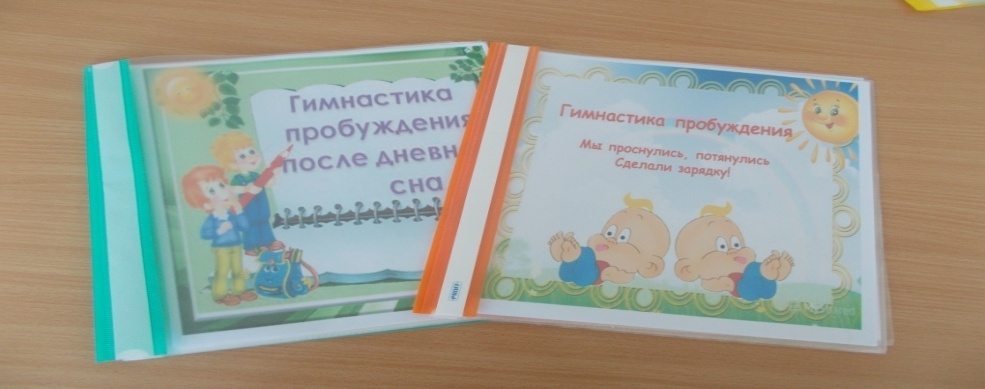 Гимнастика
пробуждения
после дневн
сна
Гимнастика пробуждения
Мы проснулись, потянулись
Сделали зарядку!